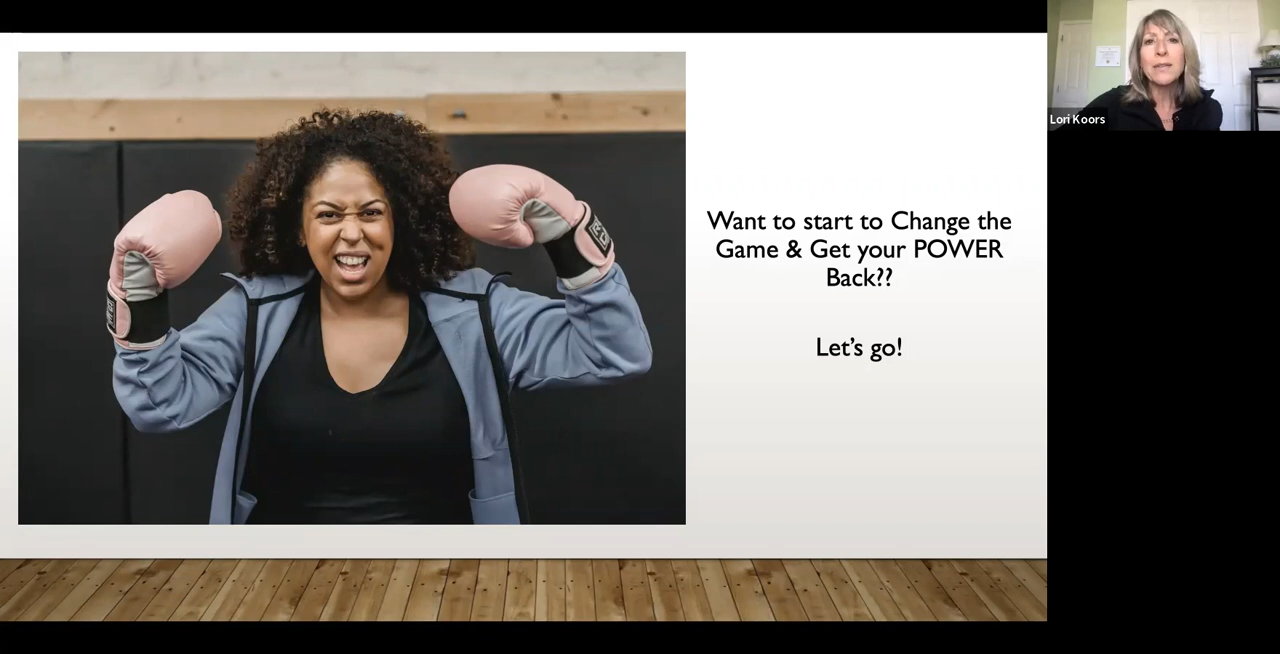 Want to start to Change the
Game & Get your POWER
Back??
Let's go!
Lori Koors